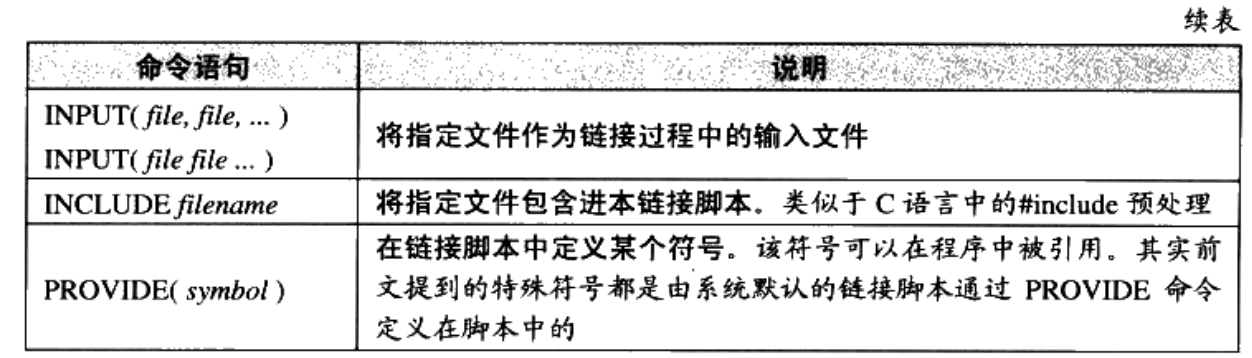 续表
命令语句 说明
INPUT( file, file, ... )
INPUT( file file ... )
将指定文件作为链接过程中的输入文件
INCLUDE filename 将指定文件包含进本链接脚本。类似于 C 语言中的#include 预处理
PROVIDE( symbol )
在链接脚本中定义某个符号。该符号可以在程序中被引用。其实前
文提到的特殊符号都是由系统默认的链接脚本通过 PROVIDE 命令
定义在脚本中的